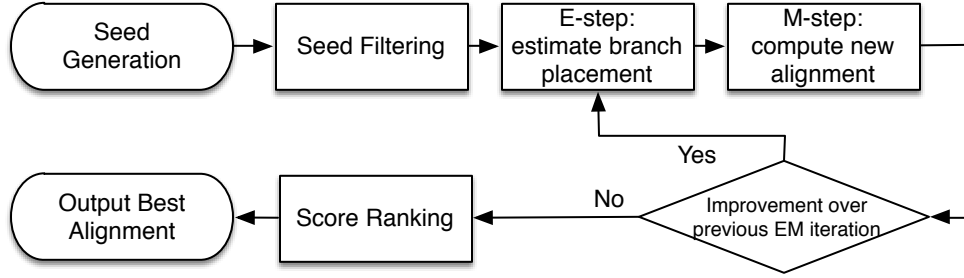 Seed
Generation
Seed Filtering
E-step:
estimate branch
placement
M-step:
compute new
alignment
Yes
Improvement over
previous EM iteration
No
Score Ranking
Output Best
Alignment